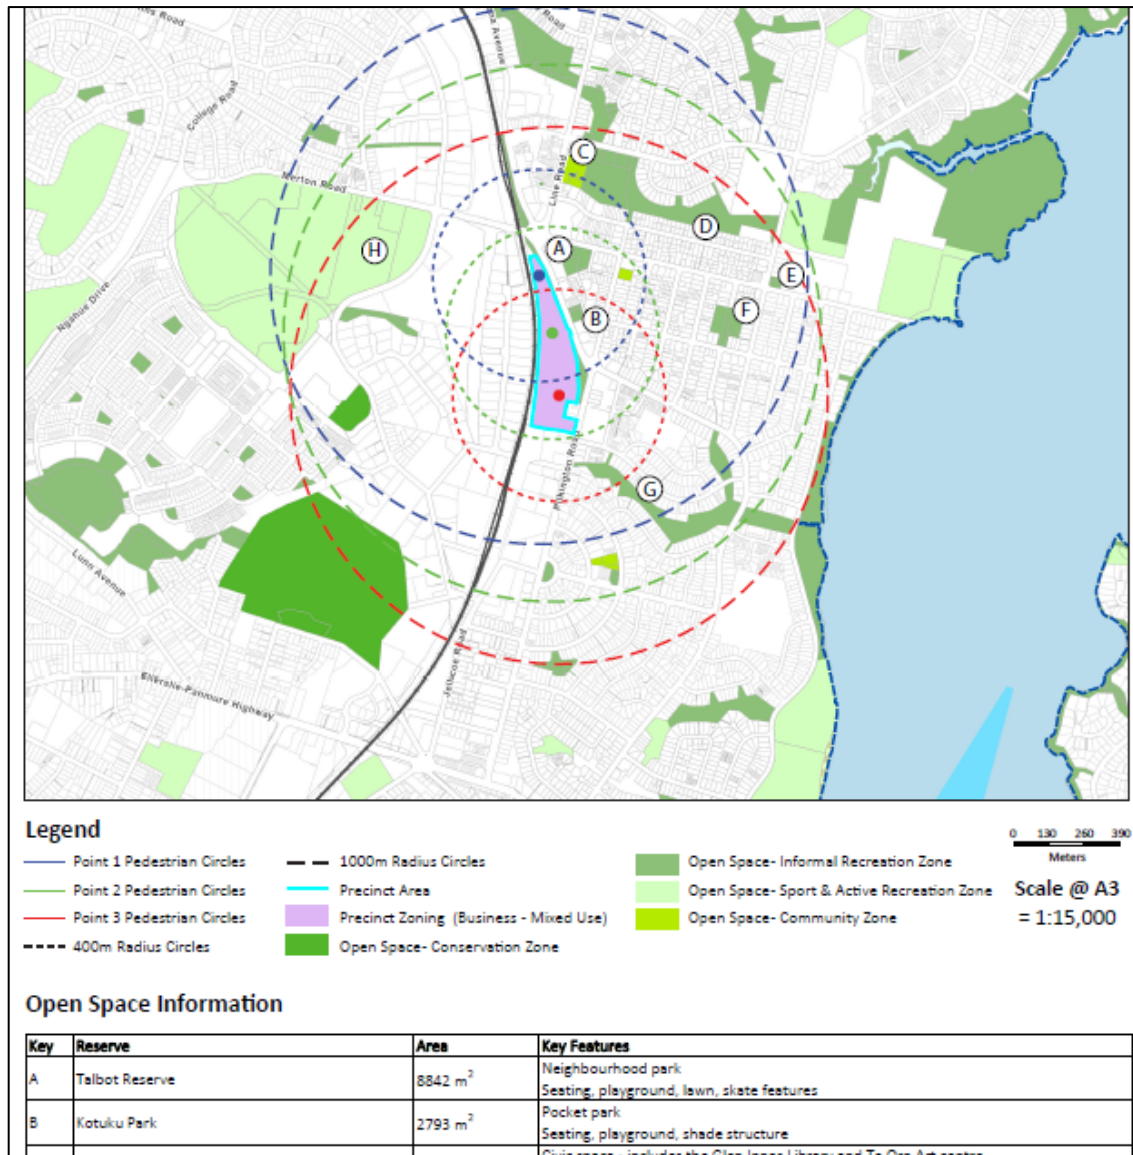 College Road
Merton Road
Line Road
Ngahue Drive
C
D
A
H
E
B
F
G
Pilkington Road
Lunn Avenue
Jellicoe Road
Ellerslie-Panmure Highway
Legend
Point 1 Pedestrian Circles
Point 2 Pedestrian Circles
Point 3 Pedestrian Circles
400m Radius Circles
1000m Radius Circles
Precinct Area
Precinct Zoning (Business - Mixed Use)
Open Space- Conservation Zone
Open Space- Informal Recreation Zone
Open Space- Sport & Active Recreation Zone
Open Space- Community Zone
0 130 260 390
Meters
Scale @ A3
= 1:15,000
Open Space Information
Key Reserve Area Key Features
A Talbot Reserve 8842 m² Neighbourhood park
Seating, playground, lawn, skate features
B Kotuku Park 2793 m² Pocket park
Seating, playground, shade structure